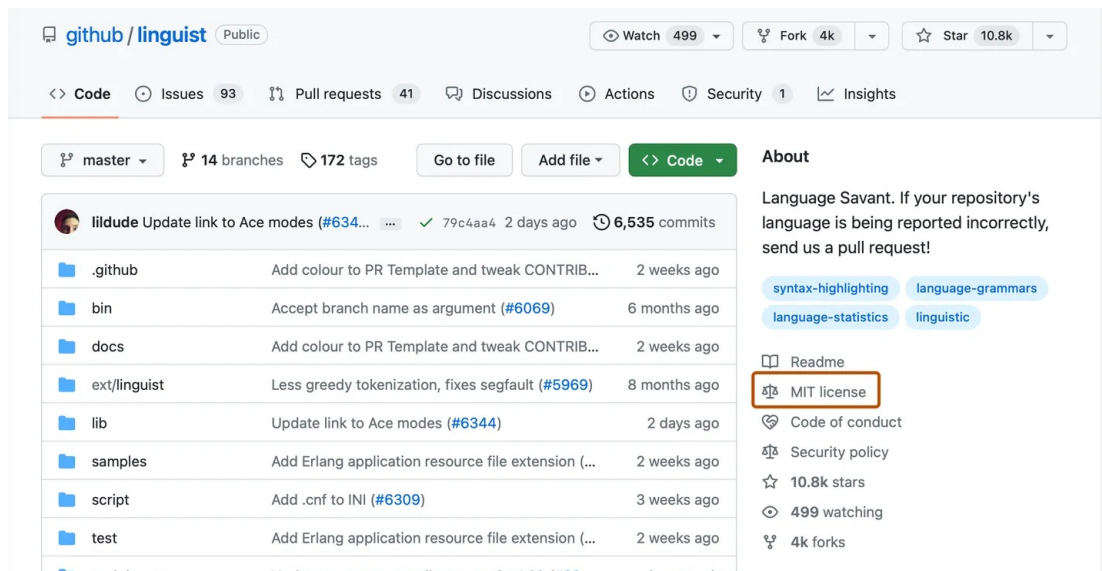 github / linguist Public Watch 499 Fork 4k Star 10.8k
Code Issues 93 Pull requests 41 Discussions Actions Security 1 Insights
master 14 branches 172 tags Go to file Add file Code
lildude Update link to Ace modes (#634... ... 79c4aa4 2 days ago 6,535 commits
.github Add colour to PR Template and tweak CONTRIB... 2 weeks ago
bin Accept branch name as argument (#6069) 6 months ago
docs Add colour to PR Template and tweak CONTRIB... 2 weeks ago
ext/linguist Less greedy tokenization, fixes segfault (#5969) 8 months ago
lib Update link to Ace modes (#6344) 2 days ago
samples Add Erlang application resource file extension (... 2 weeks ago
script Add .cnf to INI (#6309) 3 weeks ago
test Add Erlang application resource file extension (... 2 weeks ago
About
Language Savant. If your repository's
language is being reported incorrectly,
send us a pull request!
syntax-highlighting language-grammars
language-statistics linguistic
Readme
MIT license
Code of conduct
Security policy
10.8k stars
499 watching
4k forks